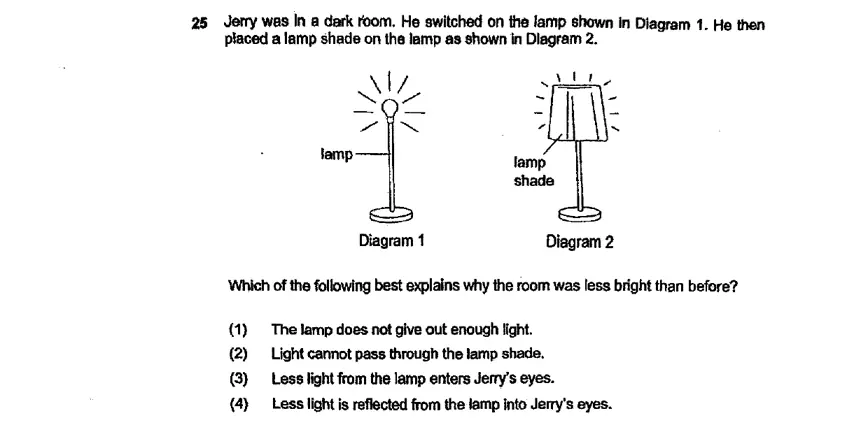 25 Jerry was in a dark room. He switched on the lamp shown in Diagram 1. He then
placed a lamp shade on the lamp as shown in Diagram 2.
lamp
lamp
shade
Diagram 1
Diagram 2
Which of the following best explains why the room was less bright than before?
(1) The lamp does not give out enough light.
(2) Light cannot pass through the lamp shade.
(3) Less light from the lamp enters Jerry's eyes.
(4) Less light is reflected from the lamp into Jerry's eyes.